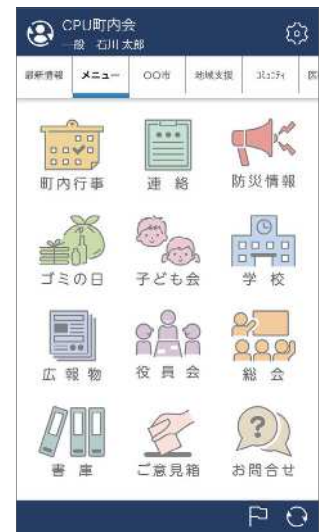 CPU町内会
一般 石川太郎
最新情報 メニュー 〇〇市 地域支援 コミュニティ 医
町内行事 連絡 防災情報
ゴミの日 子ども会 学校
広報物 役員会 総会
書庫 ご意見箱 お問合せ
?